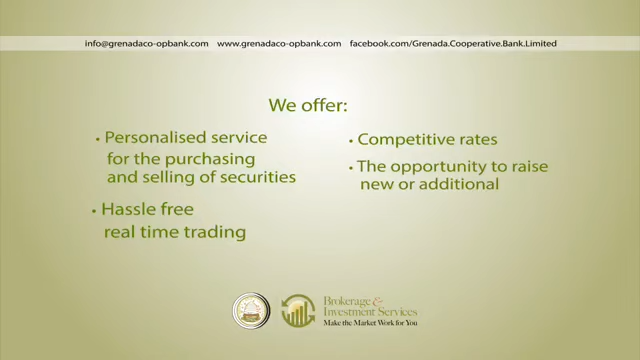 info@grenadaco-opbank.com www.grenadaco-opbank.com facebook.com/Grenada.Cooperative.Bank.Limited
We offer:
• Personalised service
for the purchasing
and selling of securities
• Hassle free
real time trading
• Competitive rates
• The opportunity to raise
new or additional
Brokerage &
Investment Services
Make the Market Work for You